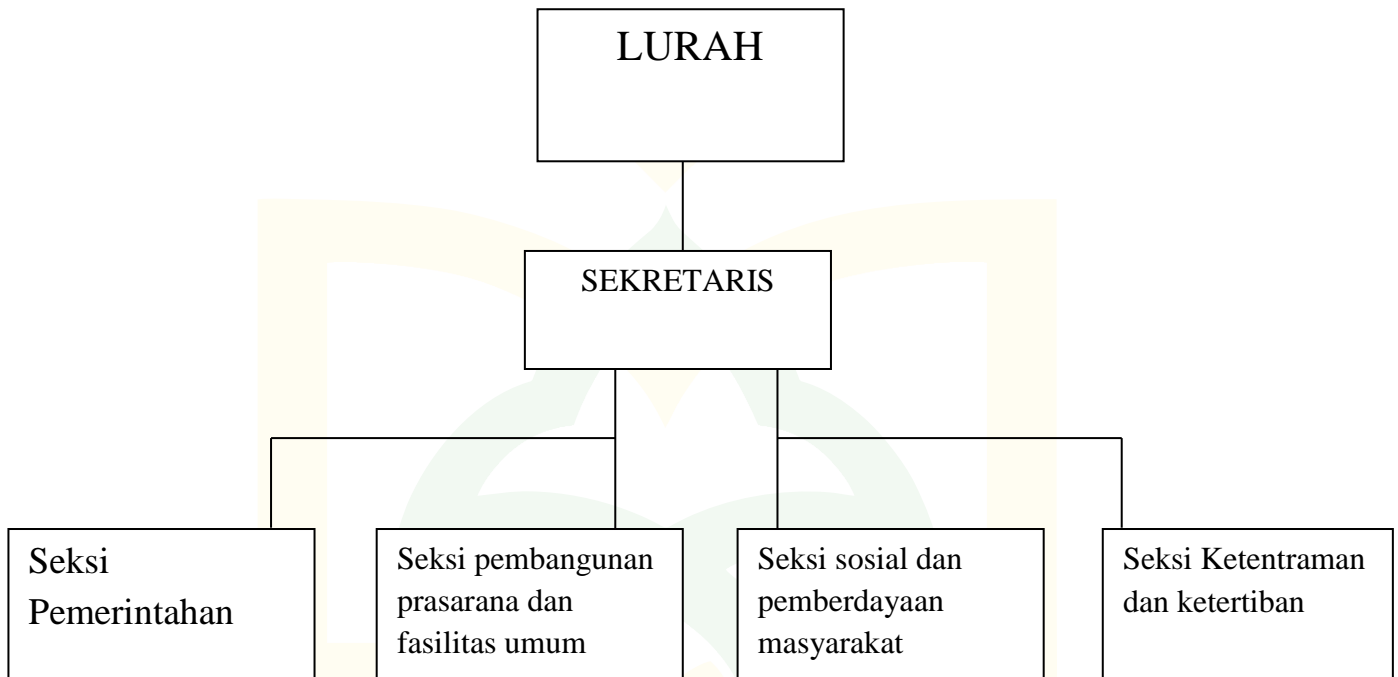 LURAH
SEKRETARIS
Seksi
Pemerintahan
Seksi pembangunan
prasarana dan
fasilitas umum
Seksi sosial dan
pemberdayaan
masyarakat
Seksi Ketentraman
dan ketertiban